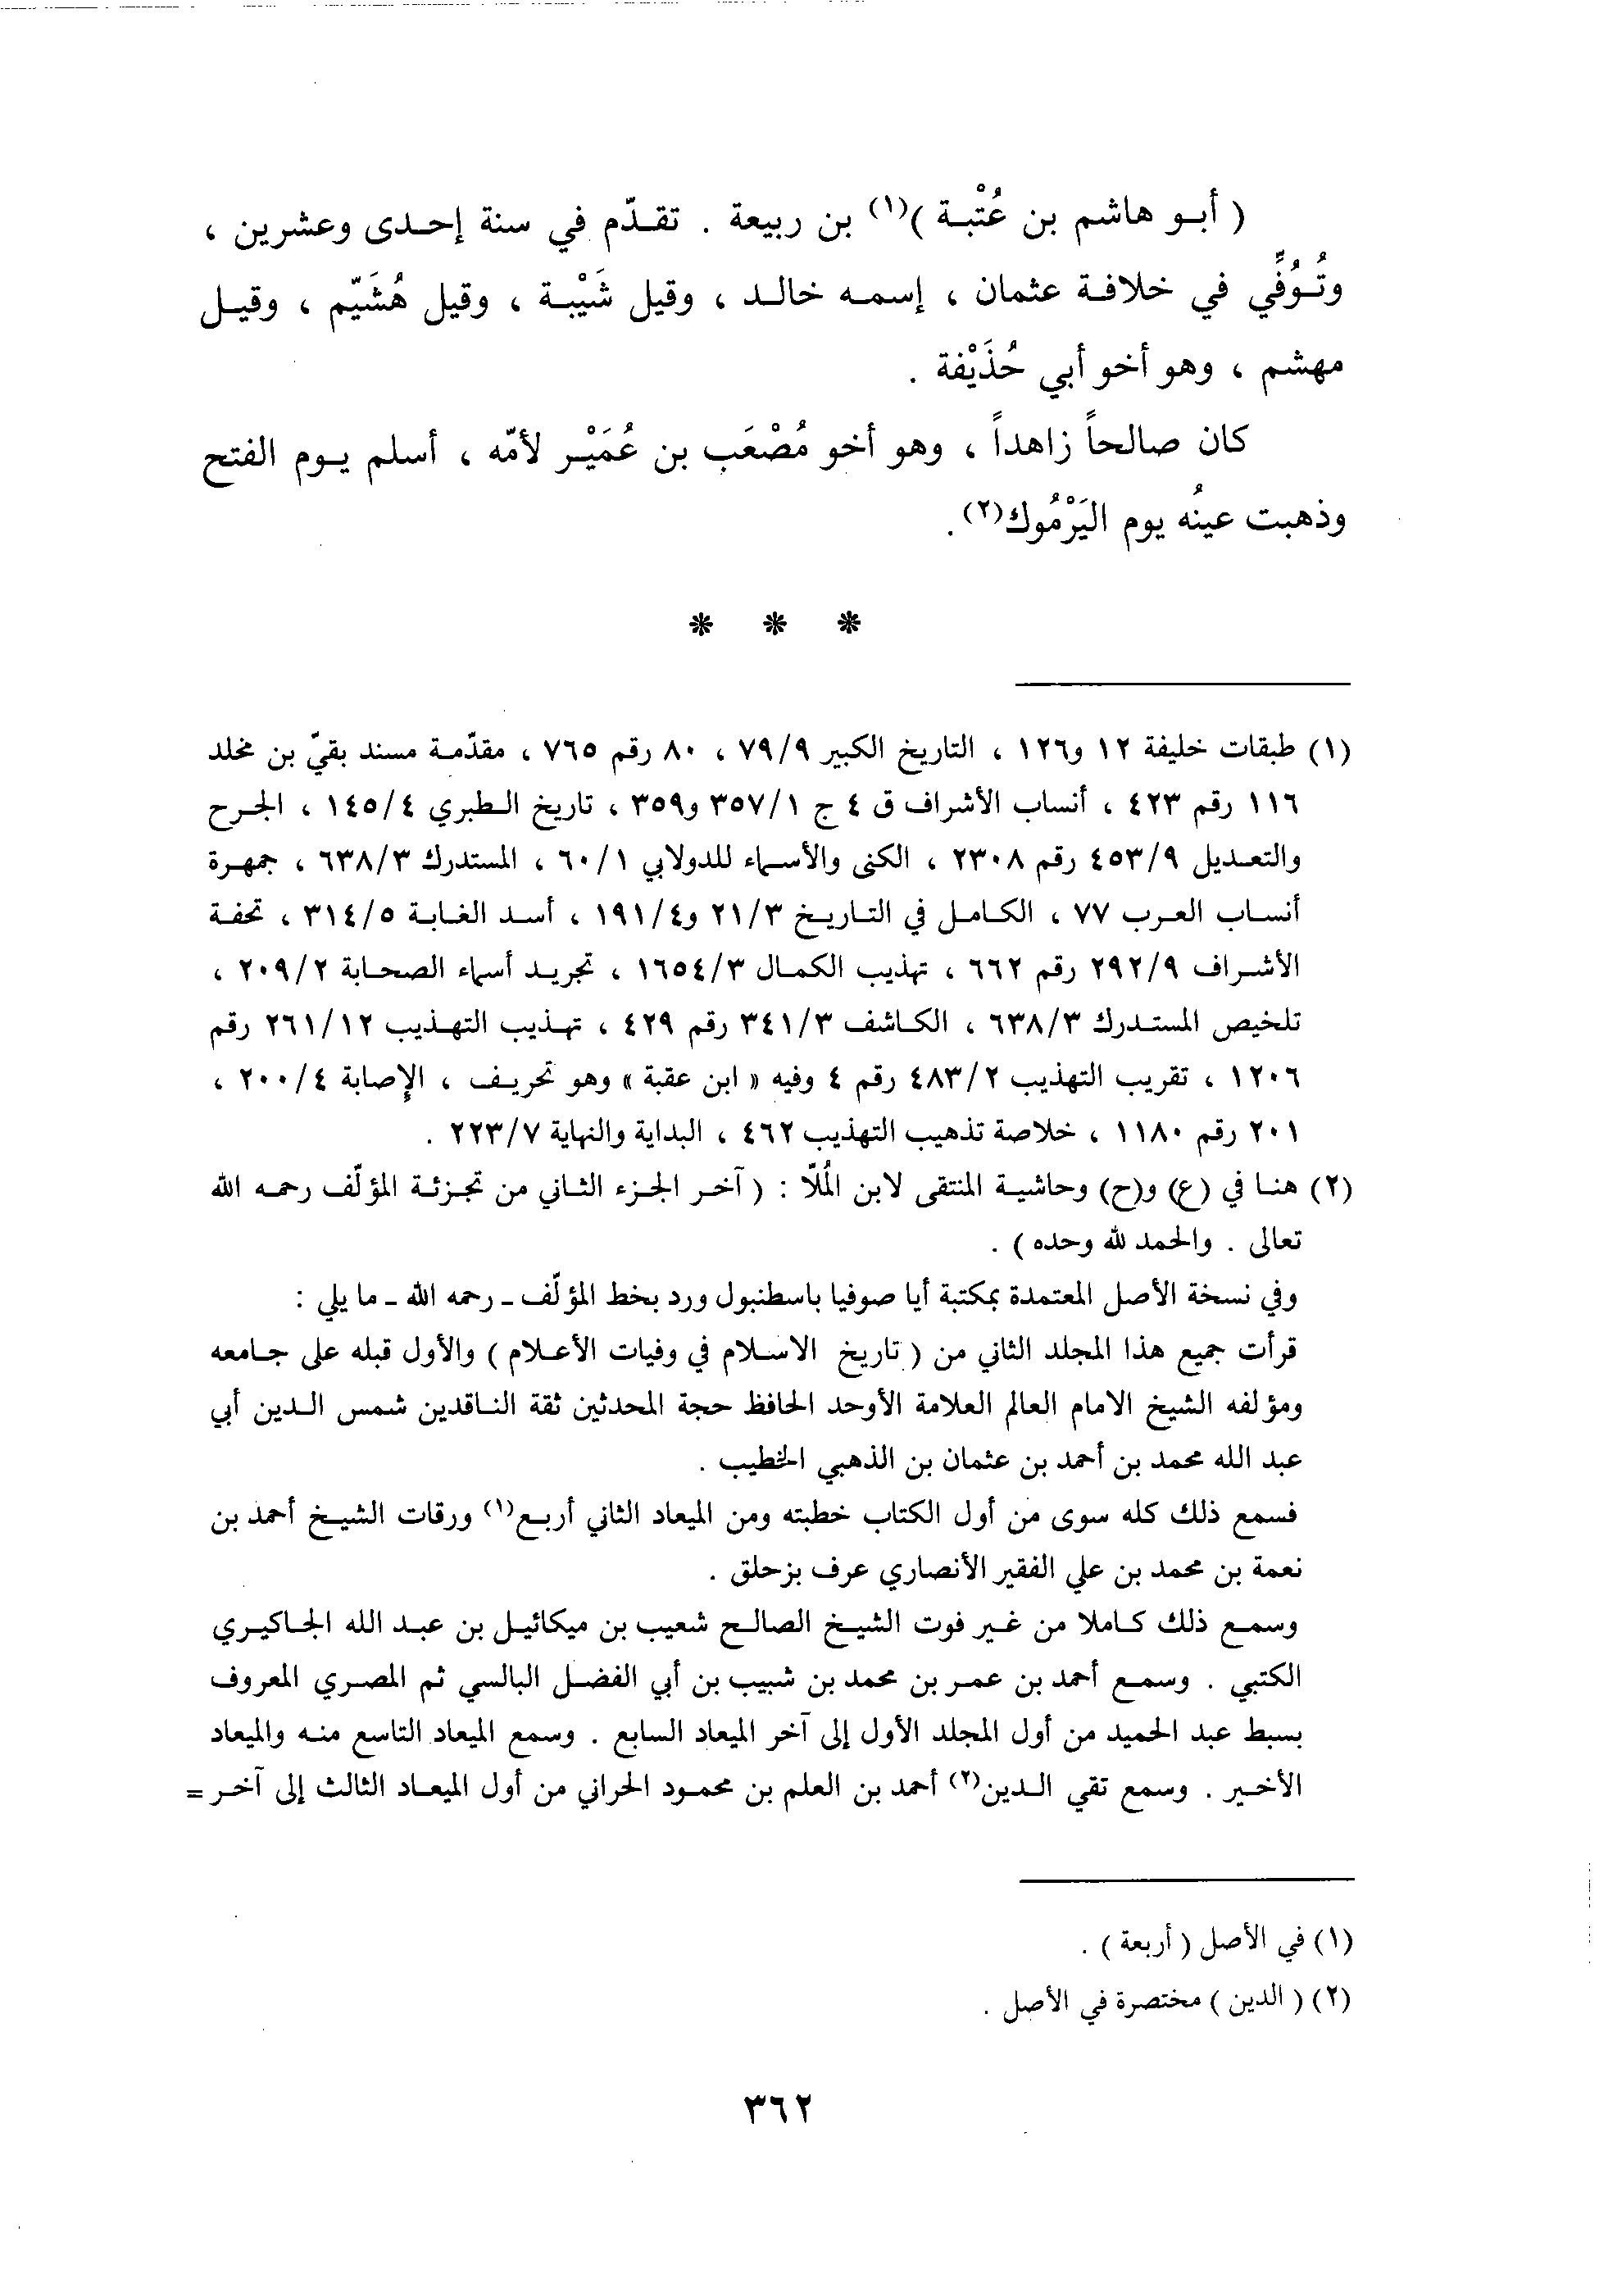 ( أبو هاشم بن عُتْبة )(١) بن ربيعة . تقدّم في سنة إحدى وعشرين ،
وتُوُفِّي في خلافة عثمان ، إسمه خالد ، وقيل شَيْبة ، وقيل هُشَيّم ، وقيل
مهشم ، وهو أخو أبي حُذَيْفة .
كان صالحاً زاهداً ، وهو أخو مُصْعَب بن عُمَيْر لأمّه ، أسلم يوم الفتح
وذهبت عينُه يوم اليَرْمُوك(٢) .
* * *
(١) طبقات خليفة ١٢ و١٢٦ ، التاريخ الكبير ٧٩/٩ ، ٨٠ رقم ٧٦٥ ، مقدّمة مسند بقيّ بن مخلد
١١٦ رقم ٤٢٣ ، أنساب الأشراف ق ٤ ج ٣٥٧/١ و٣٥٩ ، تاريخ الطبري ١٤٥/٤ ، الجرح
والتعديل ٤٥٣/٩ رقم ٢٣٠٨ ، الكنى والأسماء للدولابي ٦٠/١ ، المستدرك ٦٣٨/٣ ، جمهرة
أنساب العرب ٧٧ ، الكامل في التاريخ ٢١/٣ و١٩١/٤ ، أسد الغابة ٣١٤/٥ ، تحفة
الأشراف ٢٩٢/٩ رقم ٦٦٢ ، تهذيب الكمال ١٦٥٤/٣ ، تجريد أسماء الصحابة ٢٠٩/٢ ،
تلخيص المستدرك ٦٣٨/٣ ، الكاشف ٣٤١/٣ رقم ٤٢٩ ، تهذيب التهذيب ٢٦١/١٢ رقم
١٢٠٦ ، تقريب التهذيب ٤٨٣/٢ رقم ٤ وفيه « ابن عقبة » وهو تحريف ، الإصابة ٢٠٠/٤ ،
٢٠١ رقم ١١٨٠ ، خلاصة تذهيب التهذيب ٤٦٢ ، البداية والنهاية ٢٢٣/٧ .
(٢) هنا في (ع) و(ح) وحاشية المنتقى لابن المُلّا : ( آخر الجزء الثاني من تجزئة المؤلّف رحمه الله
تعالى . والحمد لله وحده ) .
وفي نسخة الأصل المعتمدة بمكتبة أيا صوفيا باسطنبول ورد بخط المؤلّف ـ رحمه الله ـ ما يلي :
قرأت جميع هذا المجلد الثاني من ( تاريخ الاسلام في وفيات الأعلام ) والأول قبله على جامعه
ومؤلفه الشيخ الامام العالم العلامة الأوحد الحافظ حجة المحدثين ثقة الناقدين شمس الدين أبي
عبد الله محمد بن أحمد بن عثمان بن الذهبي الخطيب .
فسمع ذلك كله سوى من أول الكتاب خطبته ومن الميعاد الثاني أربع(١) ورقات الشيخ أحمد بن
نعمة بن محمد بن علي الفقير الأنصاري عرف بزحلق .
وسمع ذلك كاملا من غير فوت الشيخ الصالح شعيب بن ميكائيل بن عبد الله الجاكيري
الكتبي . وسمع أحمد بن عمر بن محمد بن شبيب بن أبي الفضل البالسي ثم المصري المعروف
بسبط عبد الحميد من أول المجلد الأول إلى آخر الميعاد السابع . وسمع الميعاد التاسع منه والميعاد
الأخير . وسمع تقي الدين(٢) أحمد بن العلم بن محمود الحراني من أول الميعاد الثالث إلى آخر =
(١) في الأصل ( أربعة ) .
(٢) ( الدين ) مختصرة في الأصل .
٣٦٢